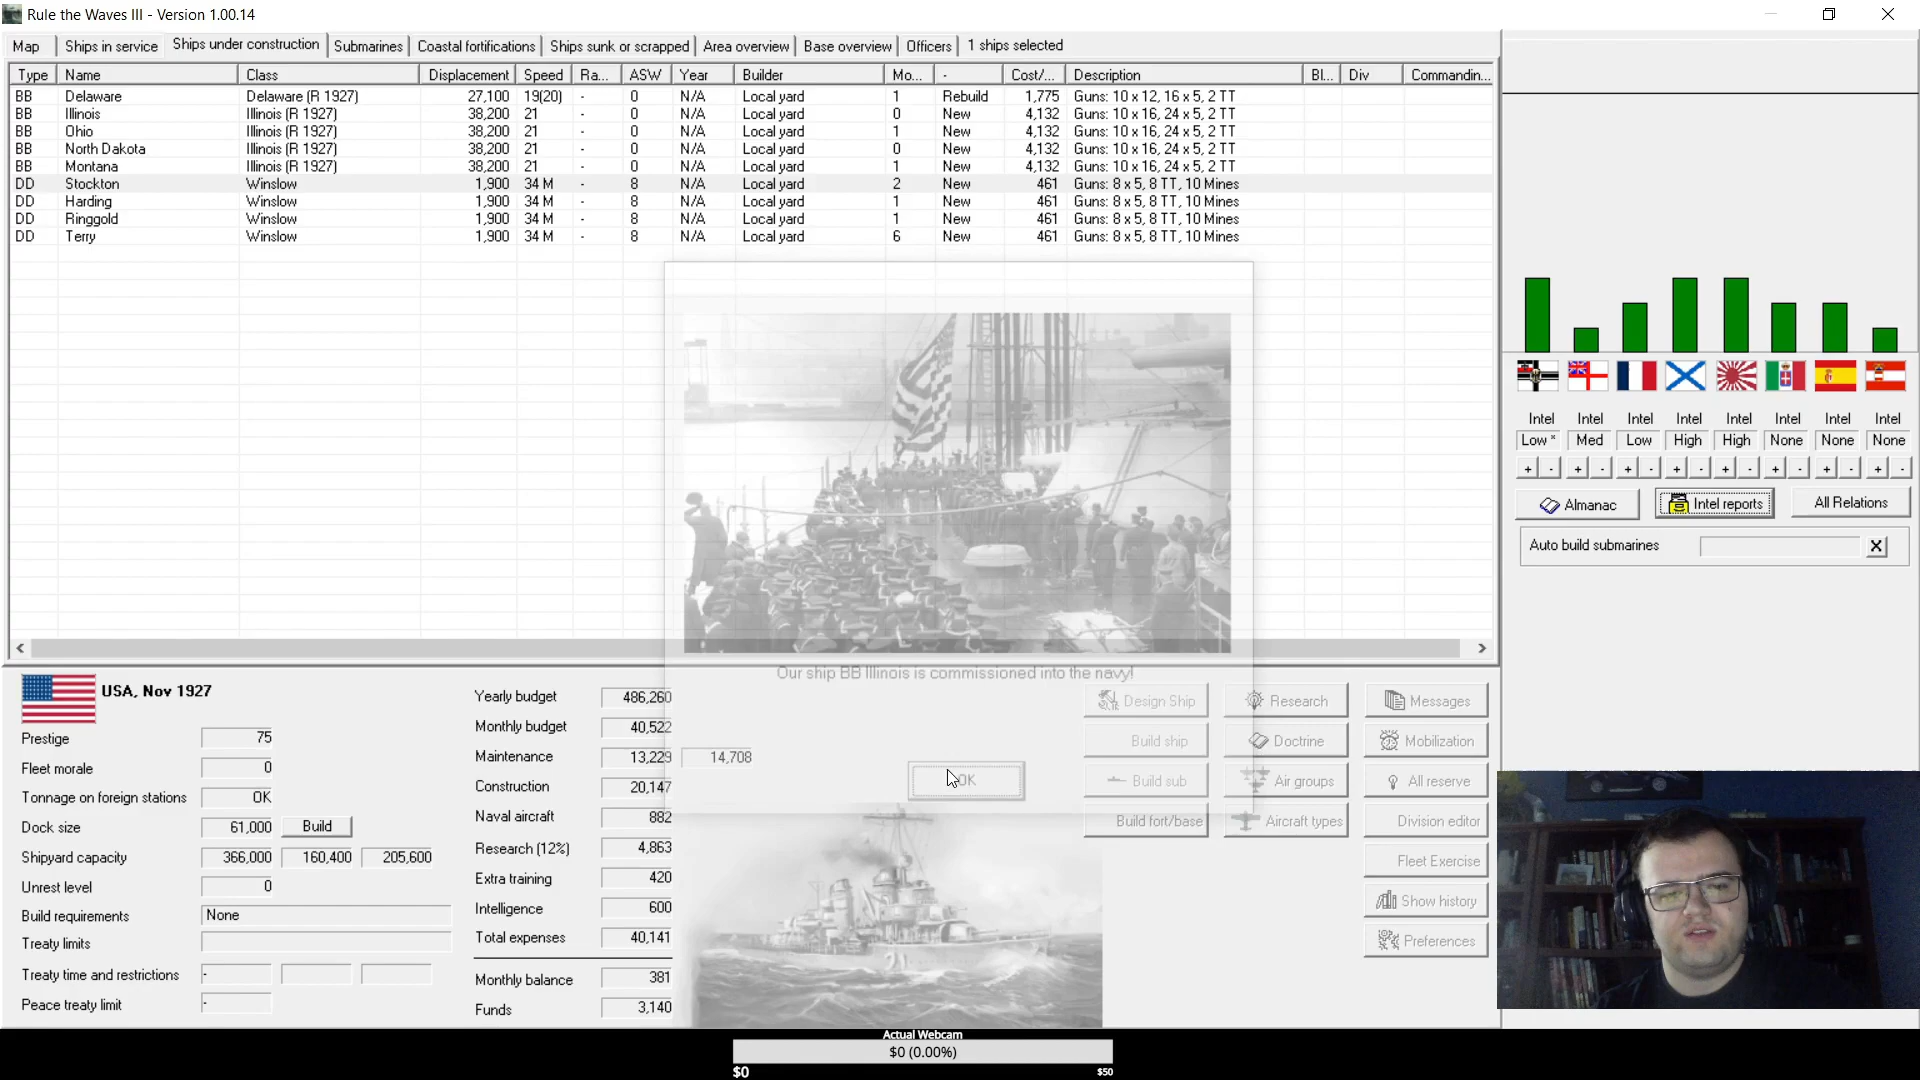 Rule the Waves III - Version 1.00.14
Map Ships in service Ships under construction Submarines Coastal fortifications Ships sunk or scrapped Area overview Base overview Officers 1 ships selected
Type Name Class Displacement Speed Ra... ASW Year Builder Mo... - Cost/... Description Bl... Div Commandin...
BB Delaware Delaware (R 1927) 27,100 19(20) - 0 N/A Local yard 1 Rebuild 1,775 Guns: 10 x 12, 16 x 5, 2 TT
BB Illinois Illinois (R 1927) 38,200 21 - 0 N/A Local yard 0 New 4,132 Guns: 10 x 16, 24 x 5, 2 TT
BB Ohio Illinois (R 1927) 38,200 21 - 0 N/A Local yard 1 New 4,132 Guns: 10 x 16, 24 x 5, 2 TT
BB North Dakota Illinois (R 1927) 38,200 21 - 0 N/A Local yard 0 New 4,132 Guns: 10 x 16, 24 x 5, 2 TT
BB Montana Illinois (R 1927) 38,200 21 - 0 N/A Local yard 1 New 4,132 Guns: 10 x 16, 24 x 5, 2 TT
DD Stockton Winslow 1,900 34 M - 8 N/A Local yard 2 New 461 Guns: 8 x 5, 8 TT, 10 Mines
DD Harding Winslow 1,900 34 M - 8 N/A Local yard 1 New 461 Guns: 8 x 5, 8 TT, 10 Mines
DD Ringgold Winslow 1,900 34 M - 8 N/A Local yard 1 New 461 Guns: 8 x 5, 8 TT, 10 Mines
DD Terry Winslow 1,900 34 M - 8 N/A Local yard 6 New 461 Guns: 8 x 5, 8 TT, 10 Mines
Intel Intel Intel Intel Intel Intel Intel Intel
Low * Med Low High High None None None
+ - + - + - + - + - + - + - + -
Almanac Intel reports All Relations
Auto build submarines X
Our ship BB Illinois is commissioned into the navy!
OK
USA, Nov 1927
Prestige 75
Fleet morale 0
Tonnage on foreign stations OK
Dock size 61,000 Build
Shipyard capacity 366,000 160,400 205,600
Unrest level 0
Build requirements None
Treaty limits
Treaty time and restrictions -
Peace treaty limit -
Yearly budget 486,260
Monthly budget 40,522
Maintenance 13,229 14,708
Construction 20,147
Naval aircraft 882
Research (12%) 4,863
Extra training 420
Intelligence 600
Total expenses 40,141
Monthly balance 381
Funds 3,140
Design Ship Research Messages
Build ship Doctrine Mobilization
Build sub Air groups All reserve
Build fort/base Aircraft types Division editor
Fleet Exercise
Show history
Preferences
21
Actual Webcam
$0 (0.00%)
$0 $50